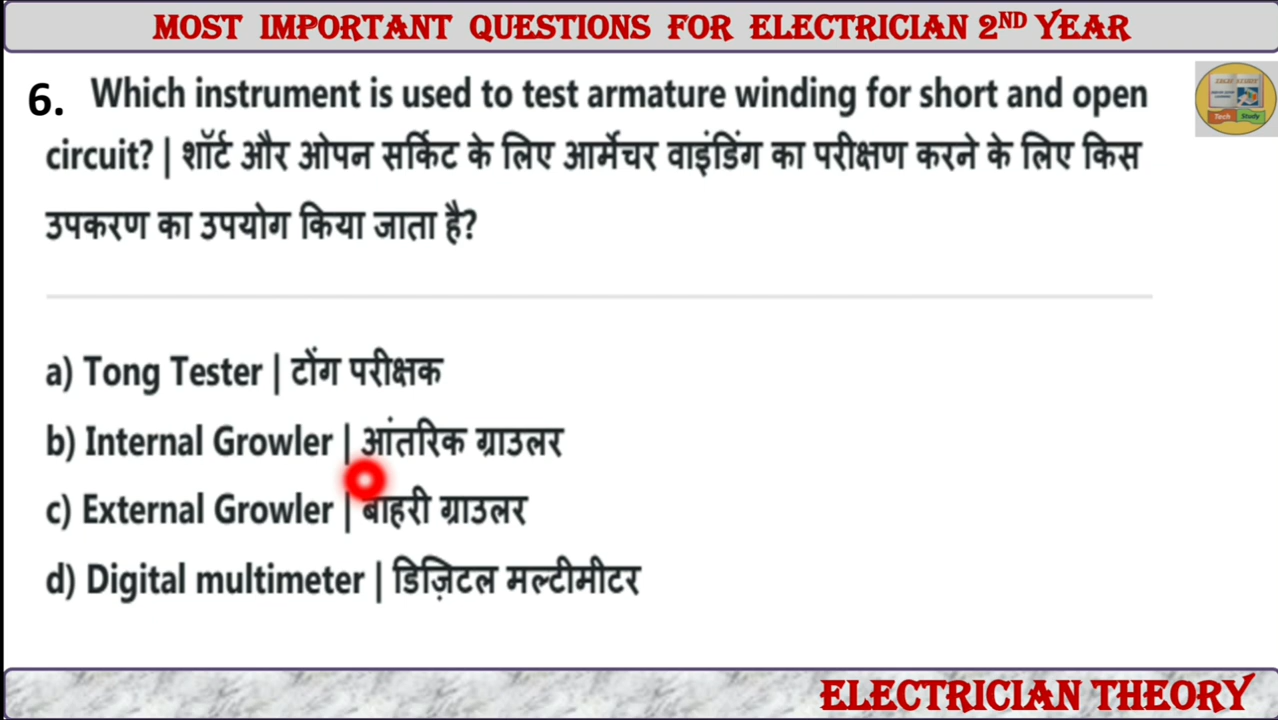 MOST IMPORTANT QUESTIONS FOR ELECTRICIAN 2ND YEAR
6. Which instrument is used to test armature winding for short and open
circuit? | शॉर्ट और ओपन सर्किट के लिए आर्मेचर वाइंडिंग का परीक्षण करने के लिए किस
उपकरण का उपयोग किया जाता है?
a) Tong Tester | टोंग परीक्षक
b) Internal Growler | आंतरिक ग्राउलर
c) External Growler | बाहरी ग्राउलर
d) Digital multimeter | डिज़िटल मल्टीमीटर
Tech Study
ELECTRICIAN THEORY